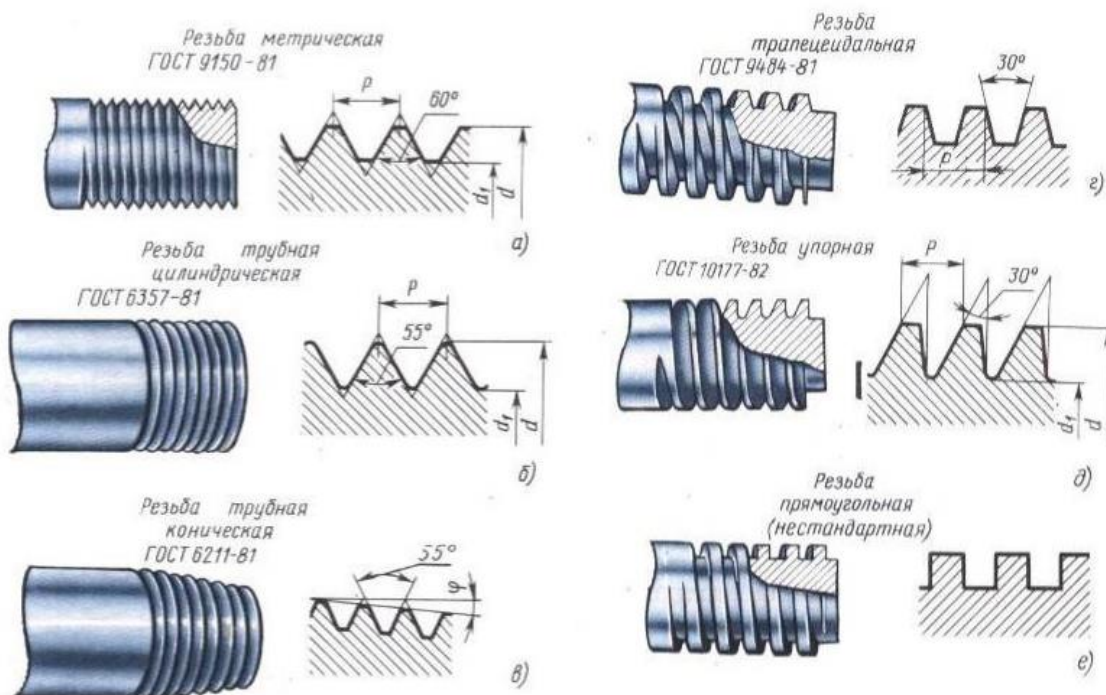 Резьба метрическая
ГОСТ 9150-81
P
60°
d₁
d
а)
Резьба трубная
цилиндрическая
ГОСТ 6357-81
P
55°
d₁
d
б)
Резьба трубная
коническая
ГОСТ 6211-81
55°
φ
в)
Резьба
трапецеидальная
ГОСТ 9484-81
30°
P
г)
Резьба упорная
ГОСТ 10177-82
P
30°
d₁
d
д)
Резьба
прямоугольная
(нестандартная)
е)